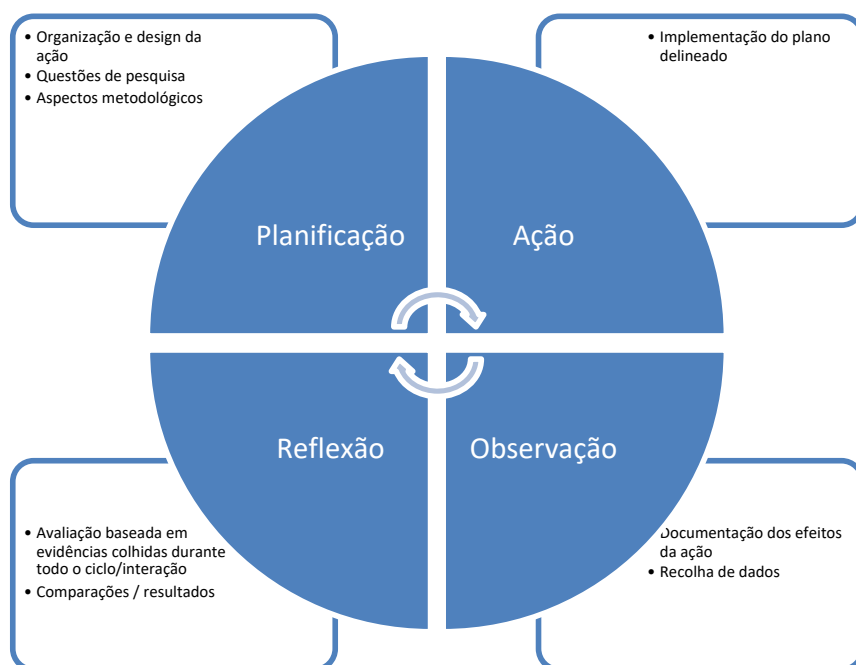 • Organização e design da
ação
• Questões de pesquisa
• Aspectos metodológicos
• Implementação do plano
delineado
Planificação
Ação
Reflexão
Observação
• Avaliação baseada em
evidências colhidas durante
todo o ciclo/interação
• Comparações / resultados
Documentação dos efeitos
da ação
• Recolha de dados